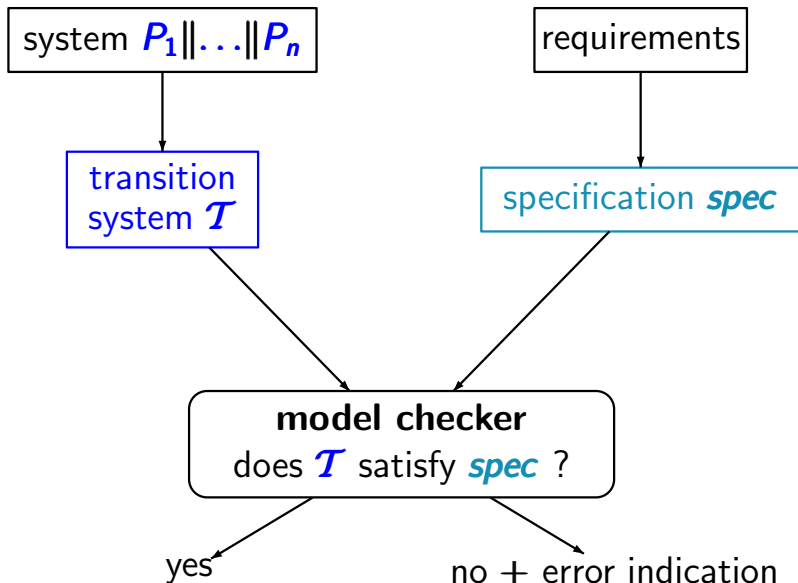 system P₁‖...‖Pₙ
requirements
transition
system 𝒯
specification spec
model checker
does 𝒯 satisfy spec ?
yes
no + error indication